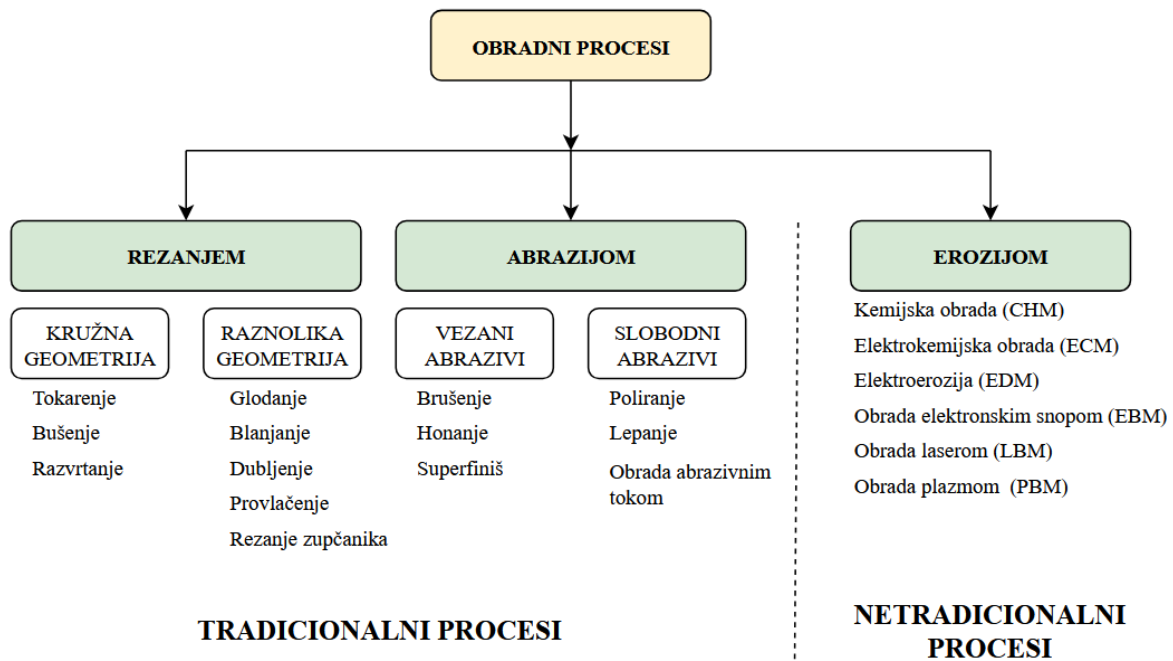 OBRADNI PROCESI
REZANJEM
ABRAZIJOM
EROZIJOM
KRUŽNA
GEOMETRIJA
Tokarenje
Bušenje
Razvrtanje
RAZNOLIKA
GEOMETRIJA
Glodanje
Blanjanje
Dubljenje
Provlačenje
Rezanje zupčanika
VEZANI
ABRAZIVI
Brušenje
Honanje
Superfiniš
SLOBODNI
ABRAZIVI
Poliranje
Lepanje
Obrada abrazivnim
tokom
Kemijska obrada (CHM)
Elektrokemijska obrada (ECM)
Elektroerozija (EDM)
Obrada elektronskim snopom (EBM)
Obrada laserom (LBM)
Obrada plazmom  (PBM)
TRADICIONALNI PROCESI
NETRADICIONALNI
PROCESI